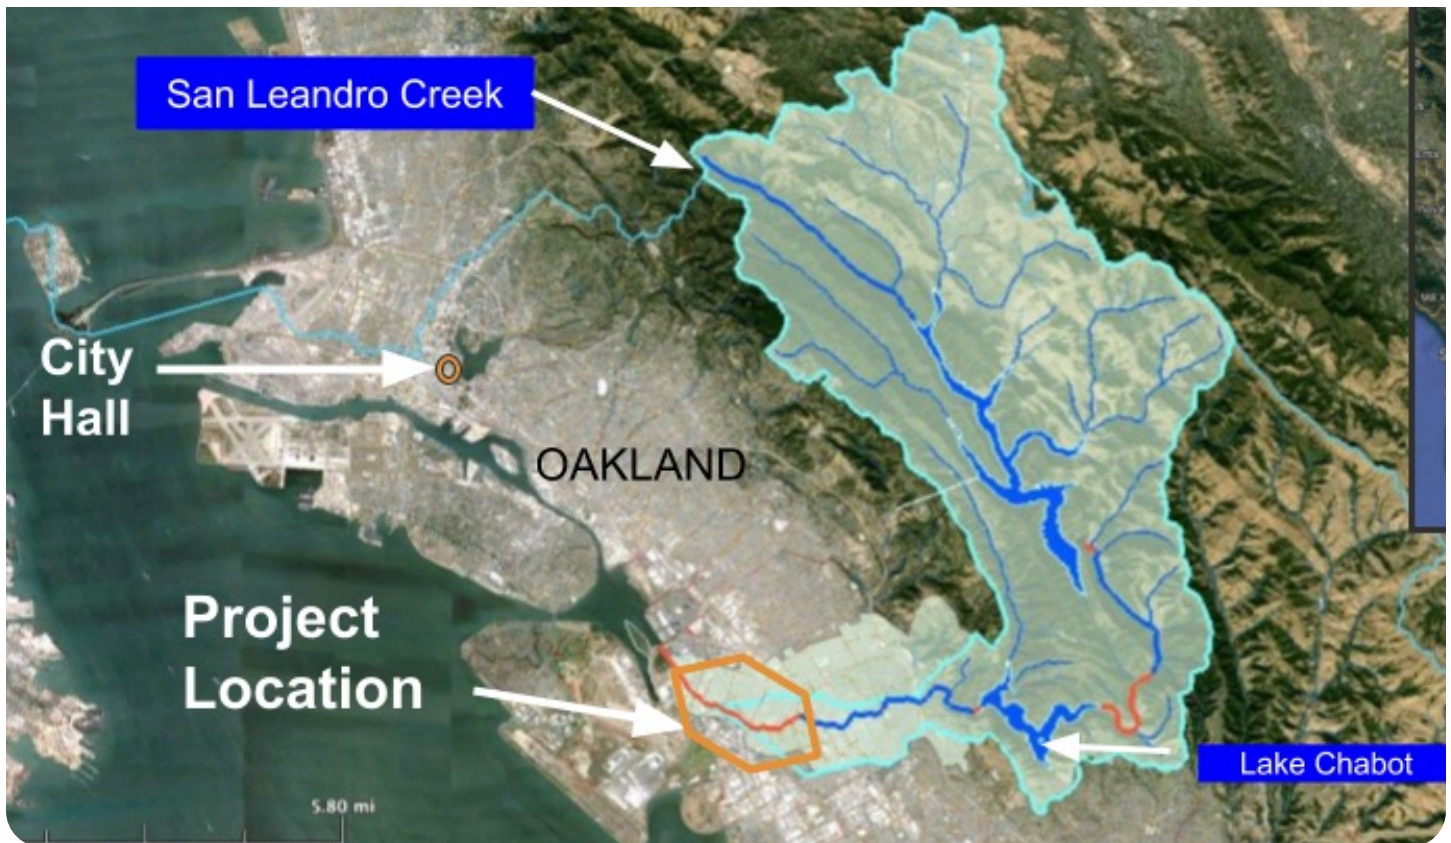 San Leandro Creek
City
Hall
OAKLAND
Project
Location
Lake Chabot
5.80 mi